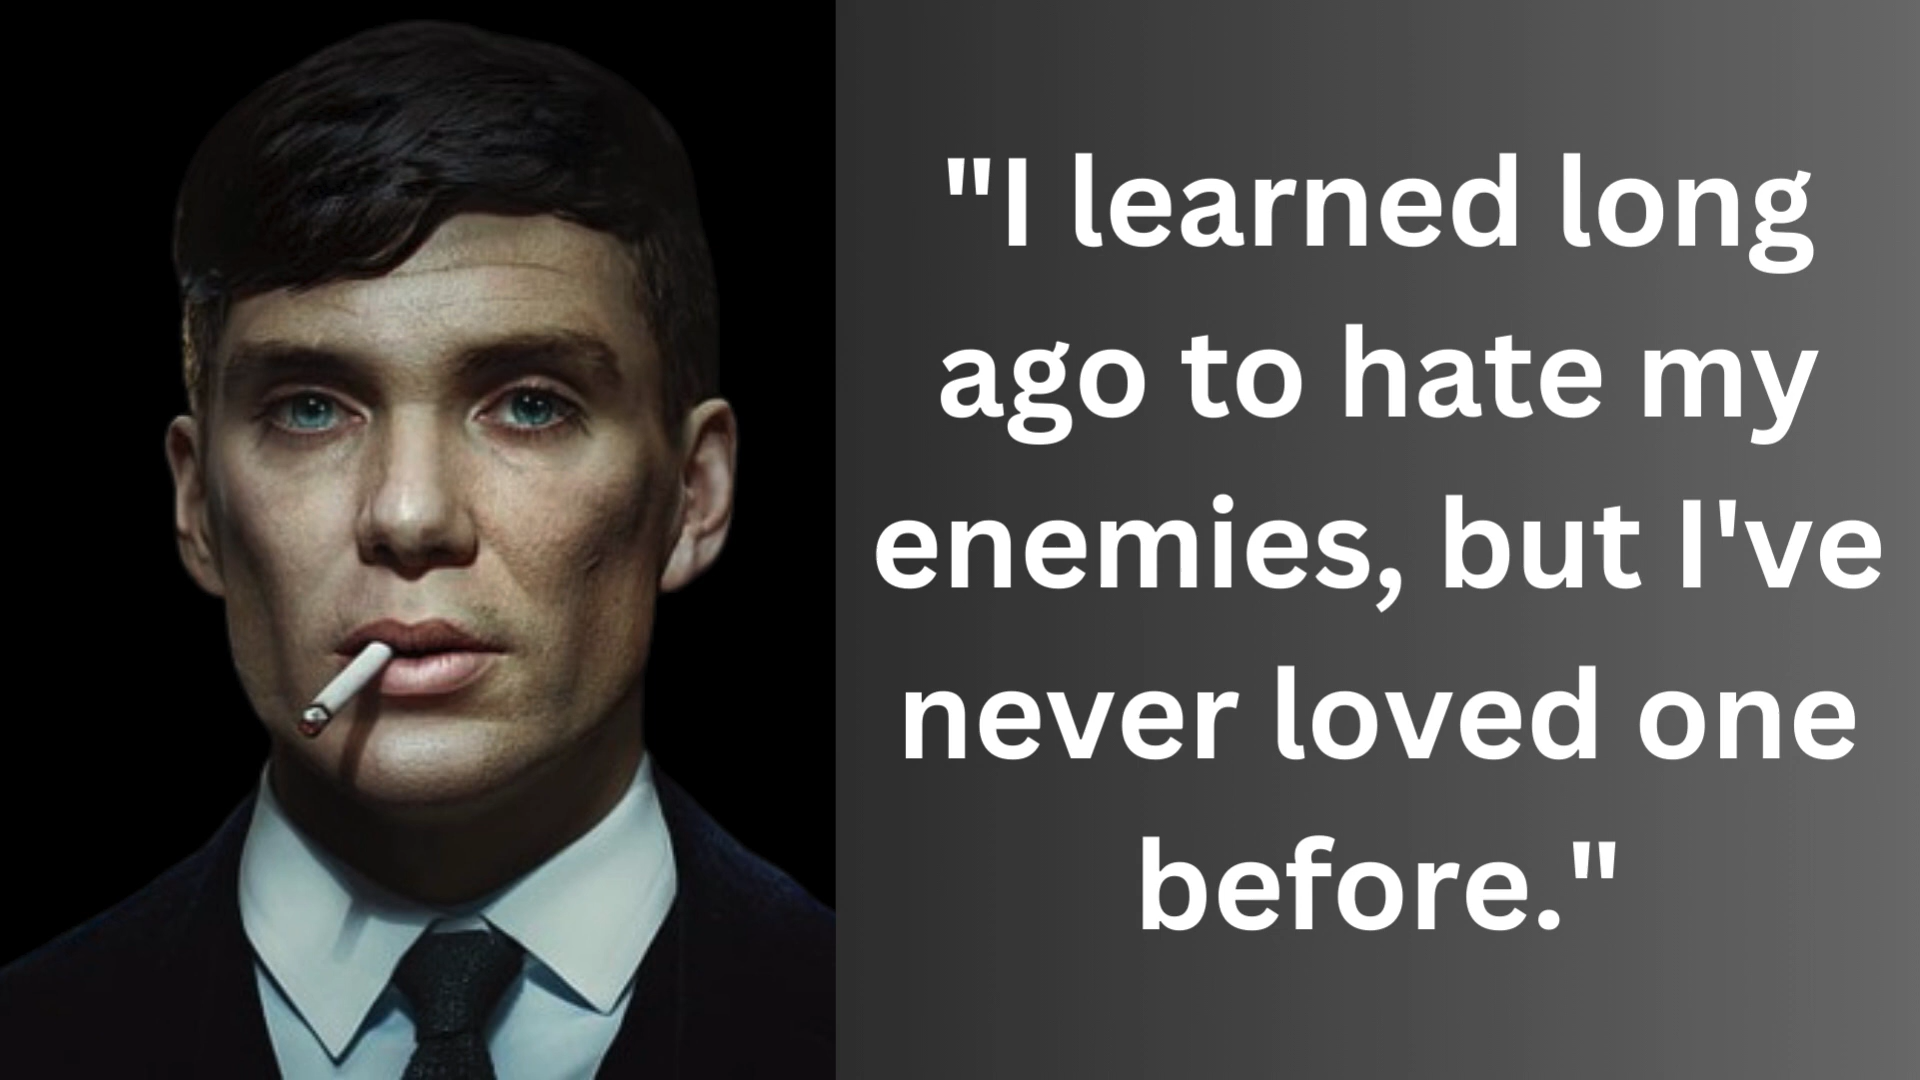 "I learned long
ago to hate my
enemies, but I've
never loved one
before."